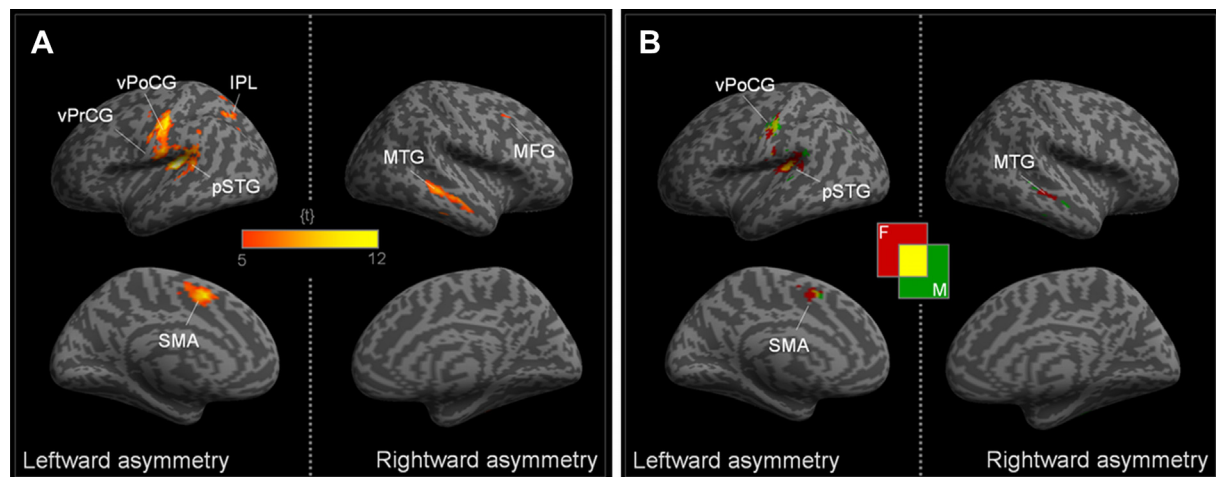 A
vPoCG
IPL
vPrCG
pSTG
MFG
MTG
{t}
5
12
SMA
Leftward asymmetry
Rightward asymmetry
B
vPoCG
pSTG
MTG
F
M
SMA
Leftward asymmetry
Rightward asymmetry